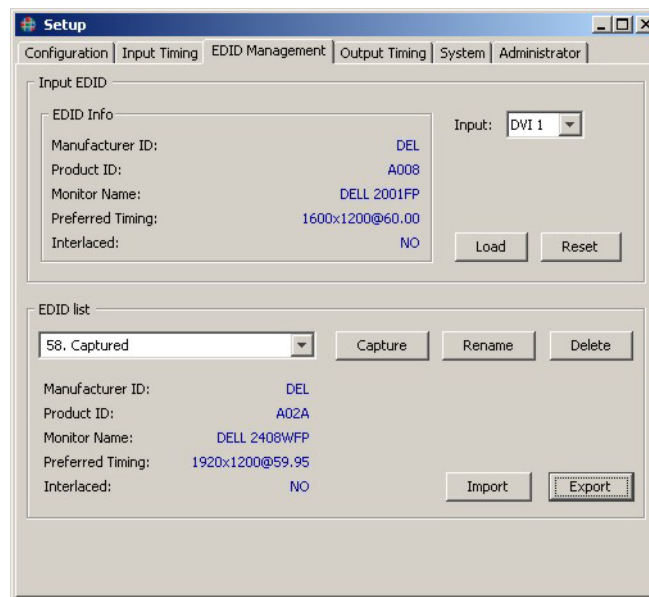 Setup
Configuration Input Timing EDID Management Output Timing System Administrator
Input EDID
EDID Info
Manufacturer ID: DEL
Product ID: A008
Monitor Name: DELL 2001FP
Preferred Timing: 1600x1200@60.00
Interlaced: NO
Input: DVI 1
Load Reset
EDID list
58. Captured Capture Rename Delete
Manufacturer ID: DEL
Product ID: A02A
Monitor Name: DELL 2408WFP
Preferred Timing: 1920x1200@59.95
Interlaced: NO
Import Export